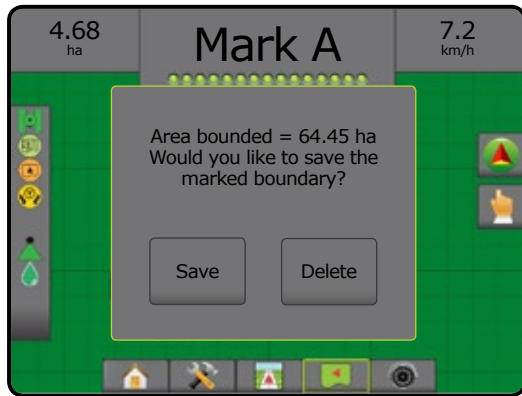 4.68
ha
Mark A
7.2
km/h
Area bounded = 64.45 ha
Would you like to save the
marked boundary?
Save
Delete